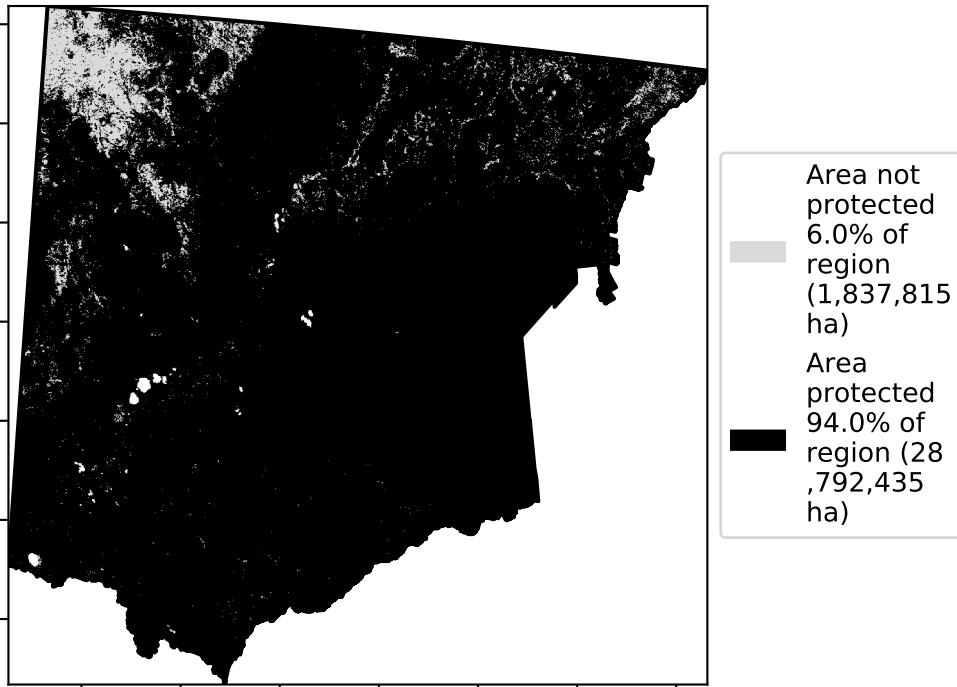 Area not
protected
6.0% of
region
(1,837,815
ha)
Area
protected
94.0% of
region (28
,792,435
ha)